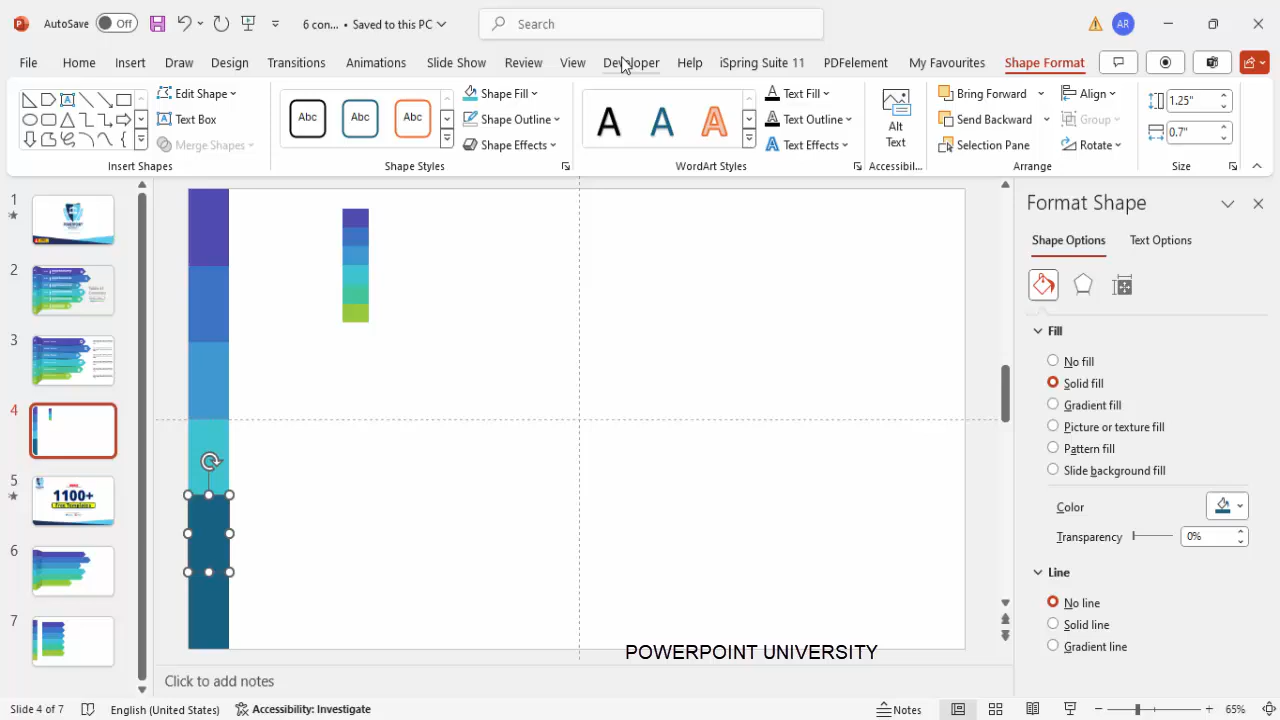 AutoSave Off 6 con... • Saved to this PC Search AR
File Home Insert Draw Design Transitions Animations Slide Show Review View Developer Help iSpring Suite 11 PDFelement My Favourites Shape Format
Edit Shape Text Box Merge Shapes
Insert Shapes
Abc Abc Abc
Shape Fill Shape Outline Shape Effects
Shape Styles
A A A
Text Fill Text Outline Text Effects
WordArt Styles
Alt Text
Accessibil...
Bring Forward Send Backward Selection Pane Align Group Rotate
Arrange
1.25"
0.7"
Size
1
2
3
4
5
1100+
6
7
Format Shape
Shape Options Text Options
Fill
No fill
Solid fill
Gradient fill
Picture or texture fill
Pattern fill
Slide background fill
Color
Transparency 0%
Line
No line
Solid line
Gradient line
POWERPOINT UNIVERSITY
Click to add notes
Slide 4 of 7 English (United States) Accessibility: Investigate Notes 65%